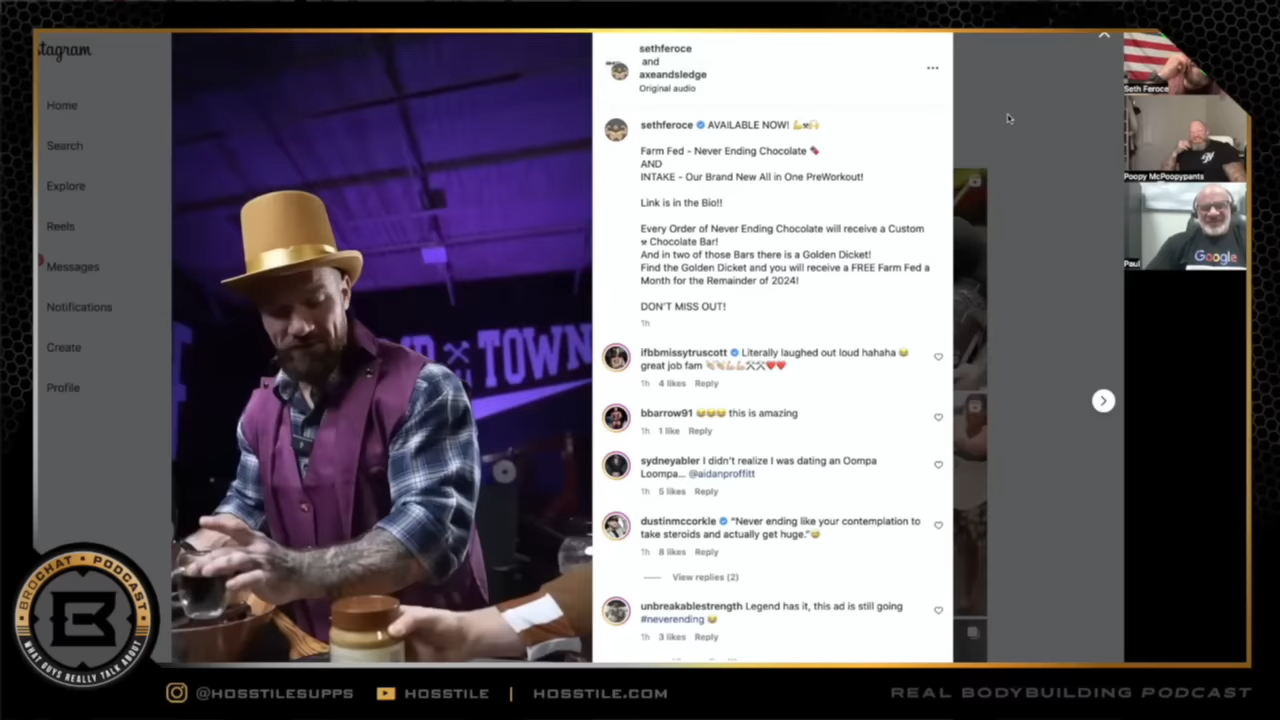 stagram
Home
Search
Explore
Reels
Messages
Notifications
Create
Profile
TOWN
sethferoce
and
axeandsledge
Original audio
sethferoce AVAILABLE NOW!
Farm Fed - Never Ending Chocolate
AND
INTAKE - Our Brand New All in One PreWorkout!
Link is in the Bio!!
Every Order of Never Ending Chocolate will receive a Custom
Chocolate Bar!
And in two of those Bars there is a Golden Dicket!
Find the Golden Dicket and you will receive a FREE Farm Fed a
Month for the Remainder of 2024!
DON'T MISS OUT!
1h
ifbbmissytruscott Literally laughed out loud hahaha 😂
great job fam 👏🏻👏🏻💪🏼💪🏼⚒️⚒️❤️❤️
1h 4 likes Reply
bbarrow91 😂😂😂 this is amazing
1h 1 like Reply
sydneyabler I didn't realize I was dating an Oompa
Loompa... @aidanproffitt
1h 5 likes Reply
dustinmccorkle "Never ending like your contemplation to
take steroids and actually get huge."😂
1h 8 likes Reply
View replies (2)
unbreakablestrength Legend has it, this ad is still going
#neverending 😂
1h 3 likes Reply
Seth Feroce
Poopy McPoopypants
Google
Paul
BROCHAT • PODCAST
B
WHAT GUYS REALLY TALK ABOUT
@HOSSTILESUPPS HOSSTILE | HOSSTILE.COM
REAL BODYBUILDING PODCAST